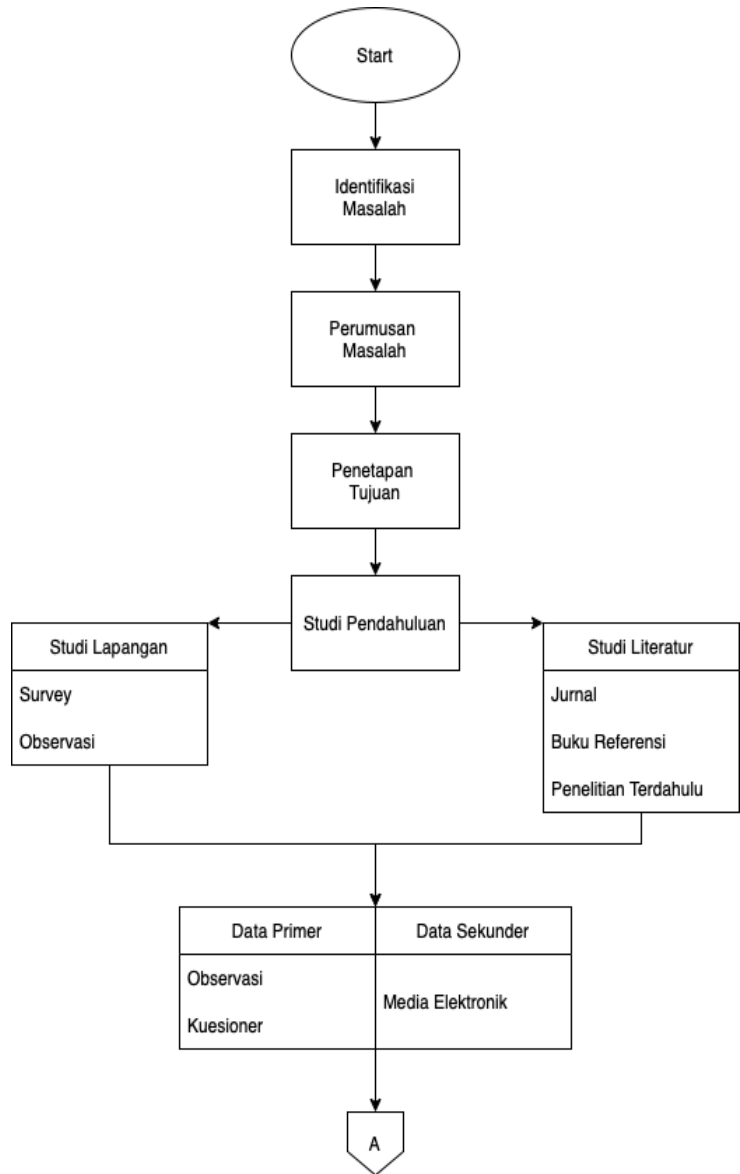 Start
Identifikasi
Masalah
Perumusan
Masalah
Penetapan
Tujuan
Studi Pendahuluan
Studi Lapangan
Survey
Observasi
Studi Literatur
Jurnal
Buku Referensi
Penelitian Terdahulu
Data Primer
Observasi
Kuesioner
Data Sekunder
Media Elektronik
A